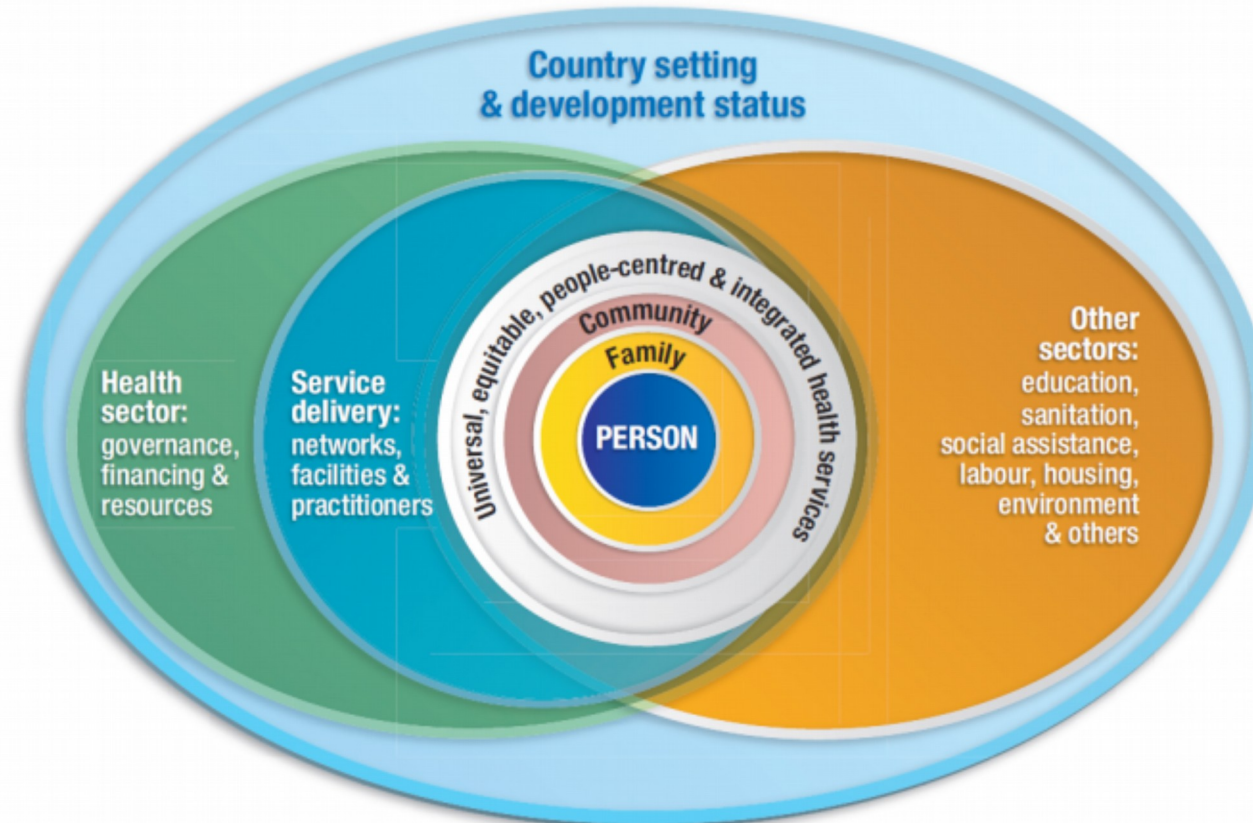 Country setting
& development status
Health
sector:
governance,
financing &
resources
Service
delivery:
networks,
facilities &
practitioners
Universal, equitable, people-centred & integrated health services
Community
Family
PERSON
Other
sectors:
education,
sanitation,
social assistance,
labour, housing,
environment
& others